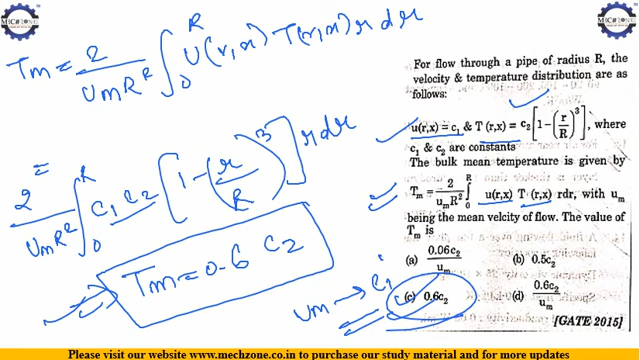 MECHZONE
MECHZONE
Tm = 2/UmR² ∫₀ᴿ U(r,x) T(r,x) r dr
= 2/UmR² ∫₀ᴿ C₁C₂ [1-(r/R)³] r dr
Tm = 0.6 C₂
Um → C₁
For flow through a pipe of radius R, the
velocity & temperature distribution are as
follows:
u(r,x) = c₁ & T (r,x) = c₂[1-(r/R)³], where
c₁ & c₂ are constants
The bulk mean temperature is given by
Tₘ = 2/uₘR² ∫₀ᴿ u(r,x) T (r,x) rdr, with uₘ
being the mean velcity of flow. The value of
Tₘ is
(a) 0.06c₂/uₘ (b) 0.5c₂
(c) 0.6c₂ (d) 0.6c₂/uₘ
[GATE 2015]
Please visit our website www.mechzone.co.in to purchase our study material and for more updates